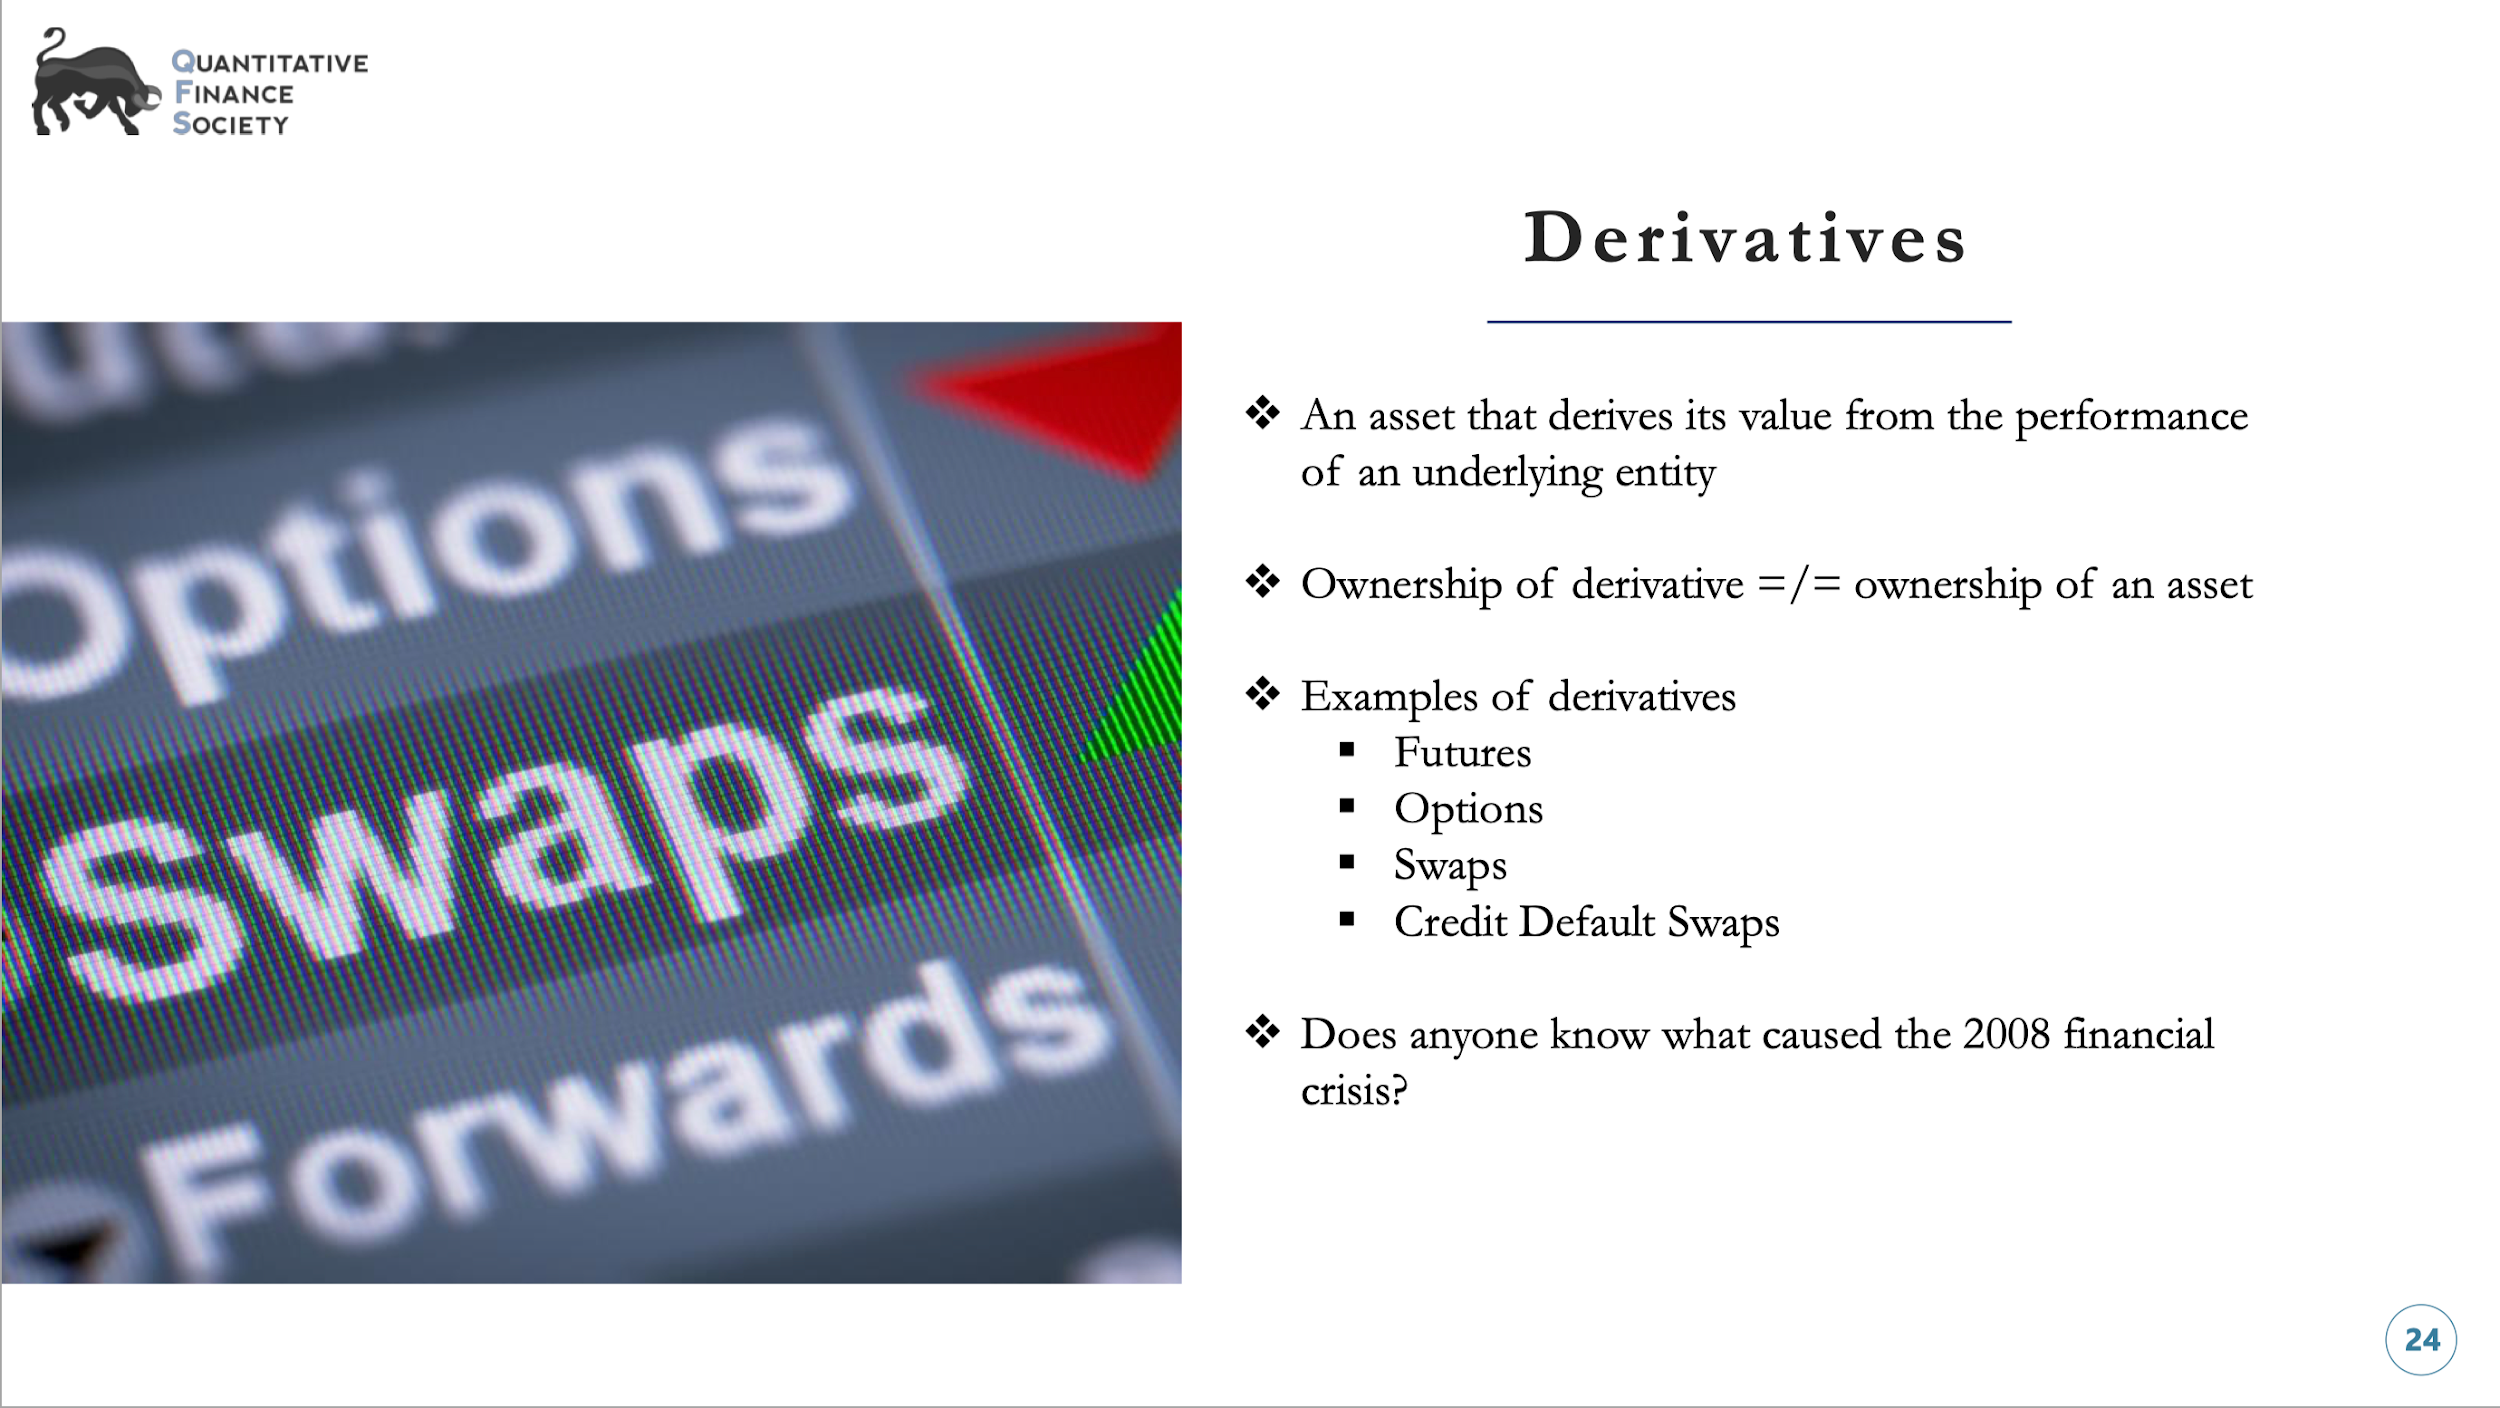 QUANTITATIVE
FINANCE
SOCIETY
Derivatives
Options
Swaps
Forwards
❖ An asset that derives its value from the performance
of an underlying entity
❖ Ownership of derivative =/= ownership of an asset
❖ Examples of derivatives
▪ Futures
▪ Options
▪ Swaps
▪ Credit Default Swaps
❖ Does anyone know what caused the 2008 financial
crisis?
24